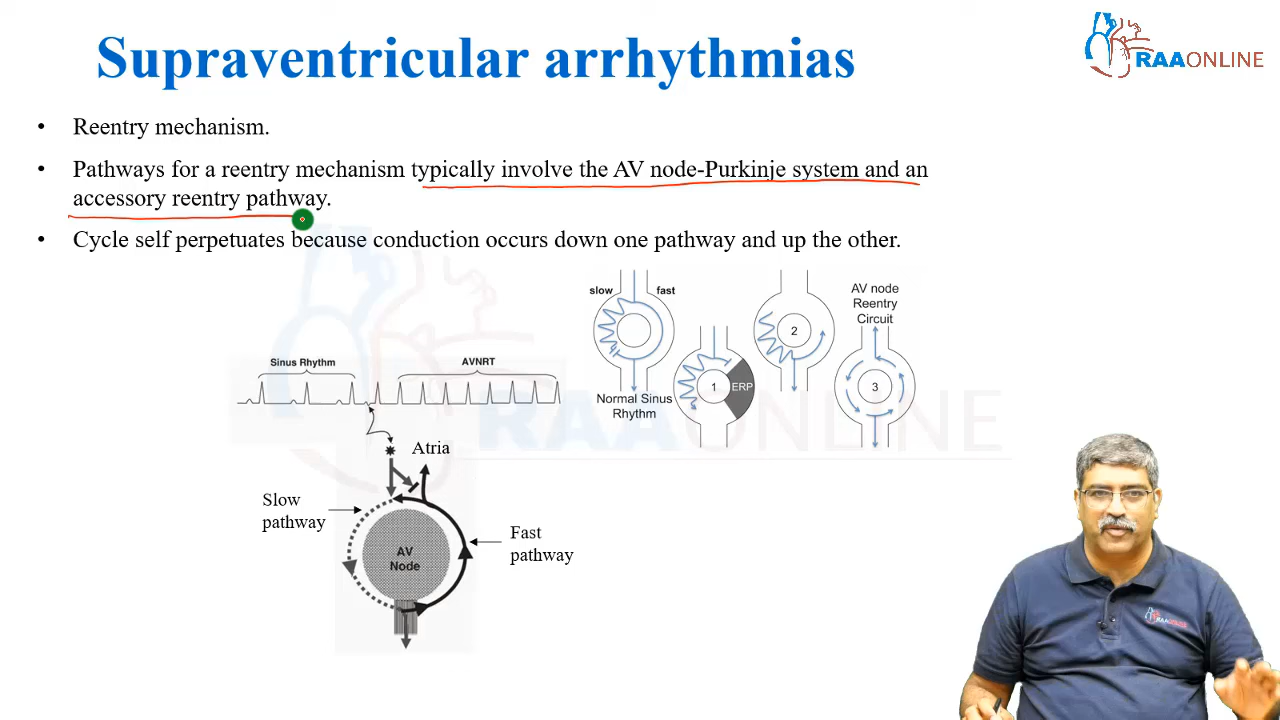 Supraventricular arrhythmias
RAAONLINE
• Reentry mechanism.
• Pathways for a reentry mechanism typically involve the AV node-Purkinje system and an
accessory reentry pathway.
• Cycle self perpetuates because conduction occurs down one pathway and up the other.
slow
fast
Normal Sinus
Rhythm
1
ERP
2
AV node
Reentry
Circuit
3
Sinus Rhythm
AVNRT
RAAONLINE
Atria
Slow
pathway
Fast
pathway
AV
Node
RAAONLINE